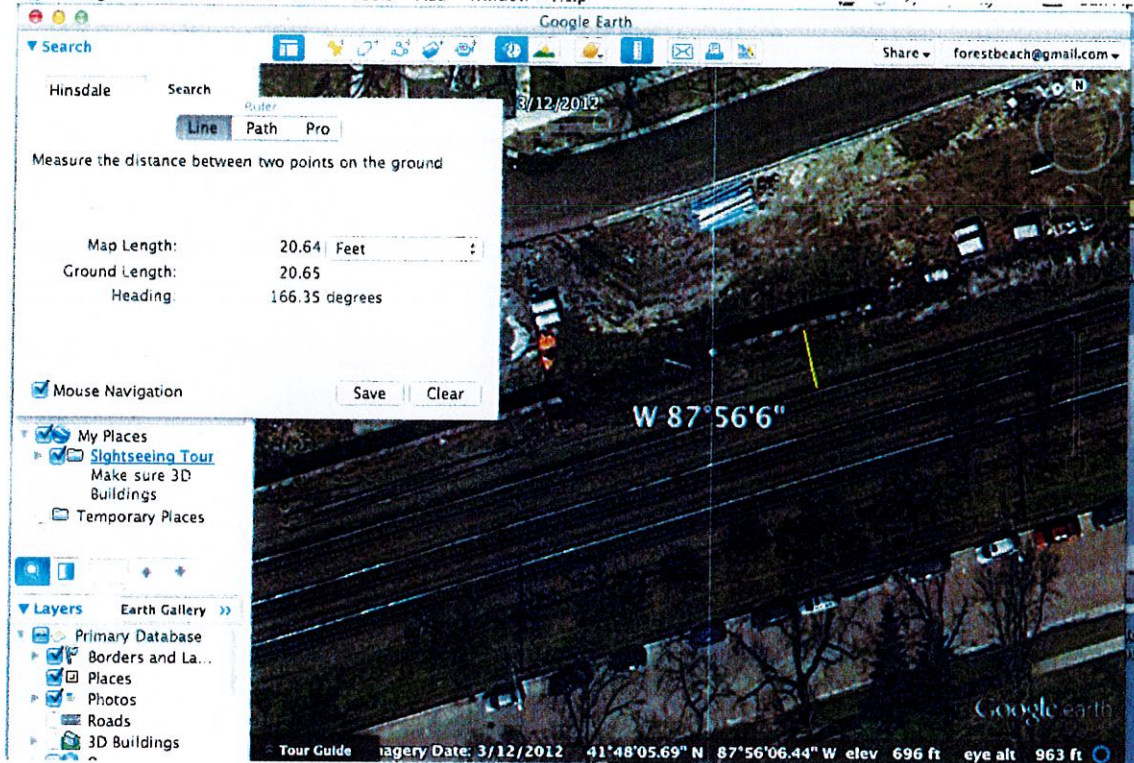 Google Earth
Search
Share
forestbeach@gmail.com
Hinsdale
Search
Ruler
3/12/2012
N
Line Path Pro
Measure the distance between two points on the ground
Map Length: 20.64 Feet
Ground Length: 20.65
Heading: 166.35 degrees
Mouse Navigation
Save
Clear
W 87°56'6"
My Places
Sightseeing Tour
Make sure 3D
Buildings
Temporary Places
Layers
Earth Gallery >>
Primary Database
Borders and La...
Places
Photos
Roads
3D Buildings
Google earth
Tour Guide
agery Date: 3/12/2012 41°48'05.69" N 87°56'06.44" W elev 696 ft eye alt 963 ft